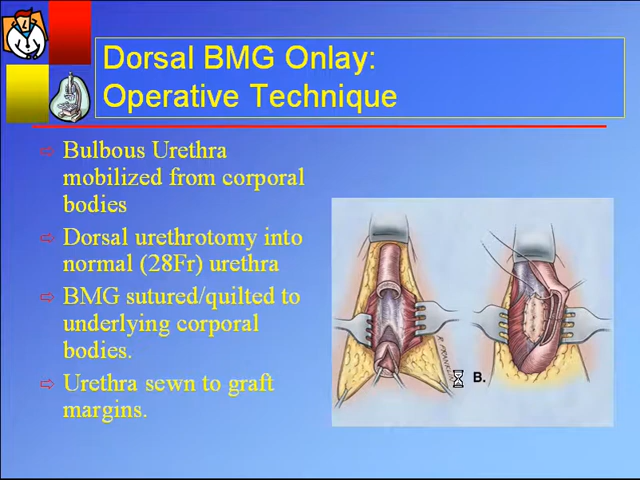 Dorsal BMG Onlay:
Operative Technique
Bulbous Urethra
mobilized from corporal
bodies
Dorsal urethrotomy into
normal (28Fr) urethra
BMG sutured/quilted to
underlying corporal
bodies.
Urethra sewn to graft
margins.
B.